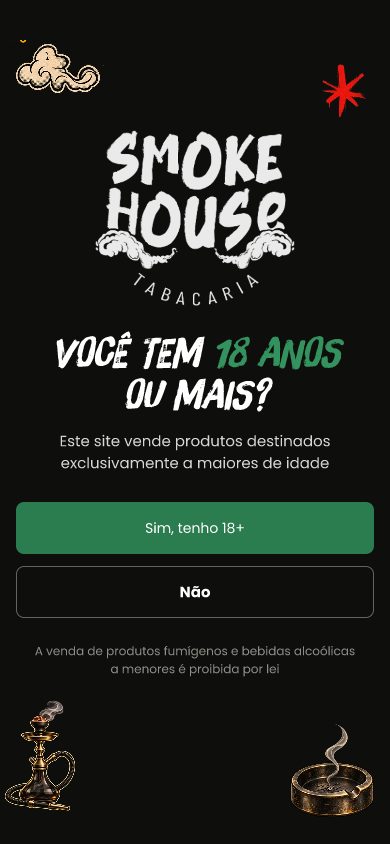 SMOKE
HOUSE
TABACARIA
VOCÊ TEM 18 ANOS
OU MAIS?
Este site vende produtos destinados
exclusivamente a maiores de idade
Sim, tenho 18+
Não
A venda de produtos fumígenos e bebidas alcoólicas
a menores é proibida por lei